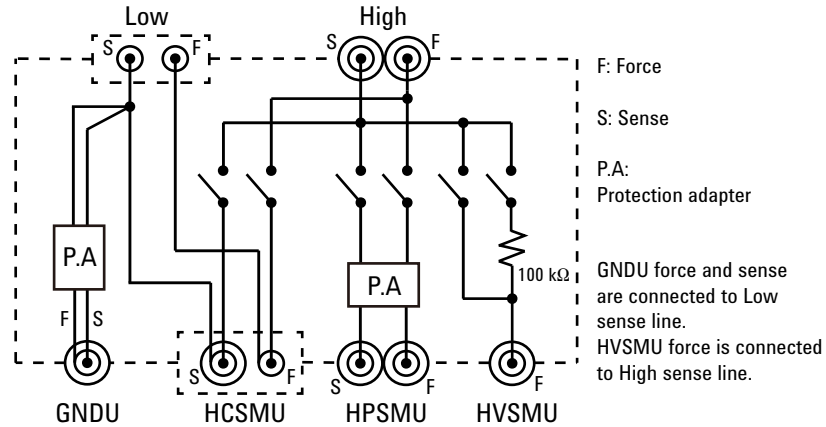 Low
High
S
F
S
F
F: Force
S: Sense
P.A:
Protection adapter
P.A
P.A
100 kΩ
GNDU force and sense
are connected to Low
sense line.
HVSMU force is connected
to High sense line.
F
S
S
F
S
F
F
GNDU
HCSMU
HPSMU
HVSMU